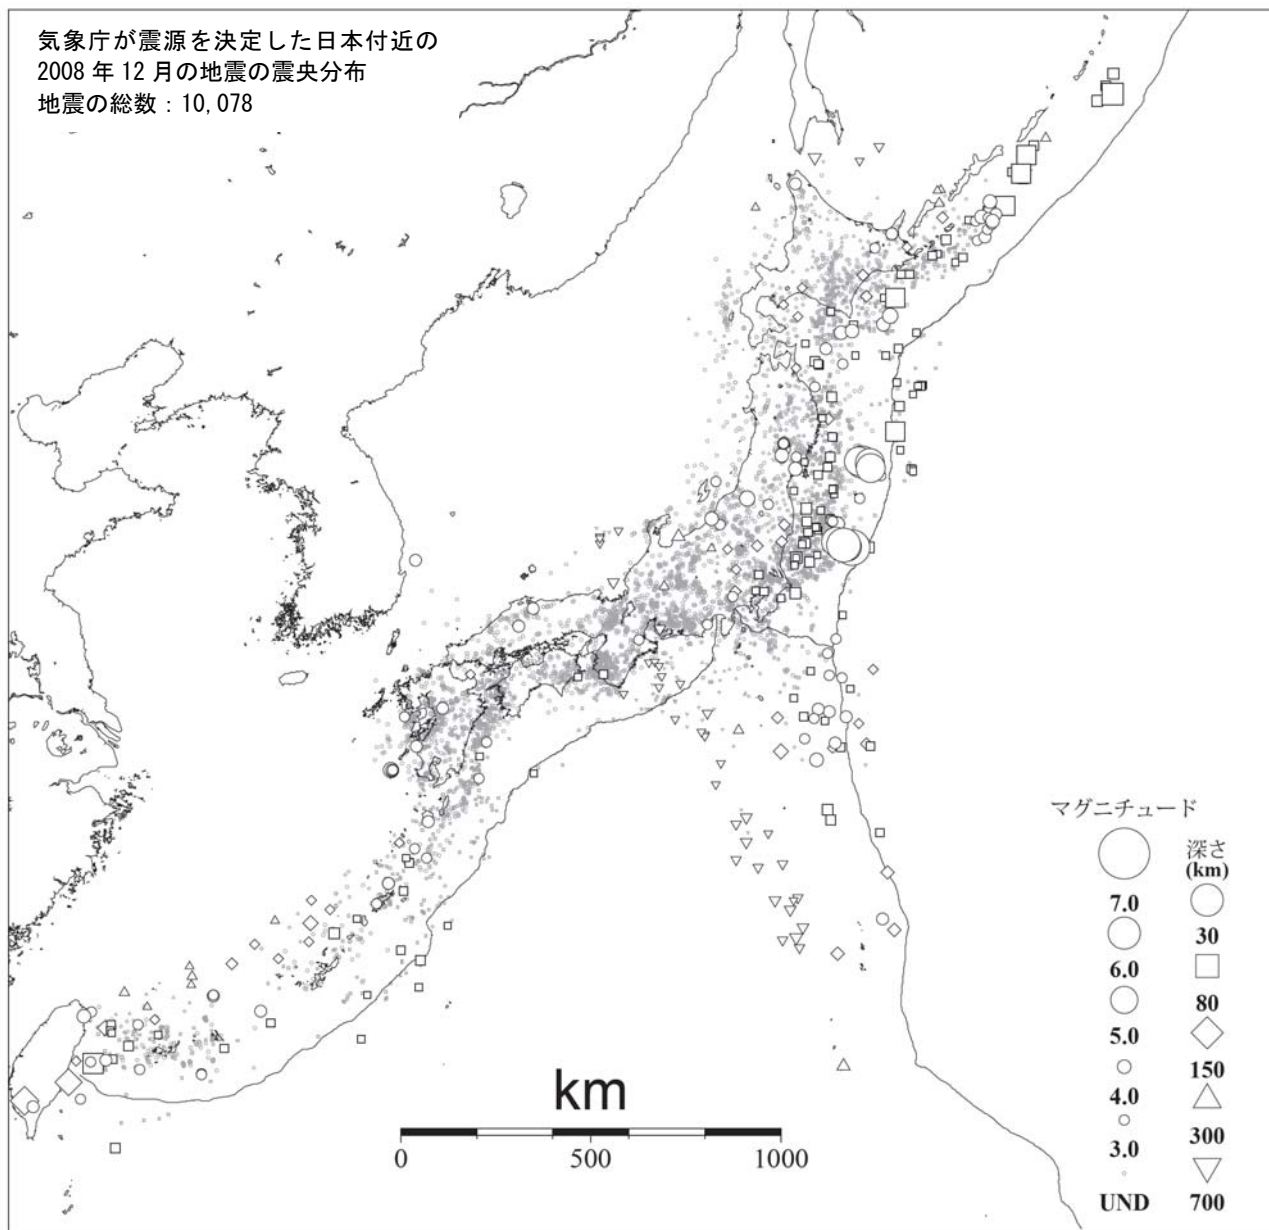 気象庁が震源を決定した日本付近の
2008 年 12 月の地震の震央分布
地震の総数：10,078
マグニチュード
深さ
(km)
7.0
30
6.0
80
5.0
150
4.0
300
3.0
UND 700
km
0 500 1000